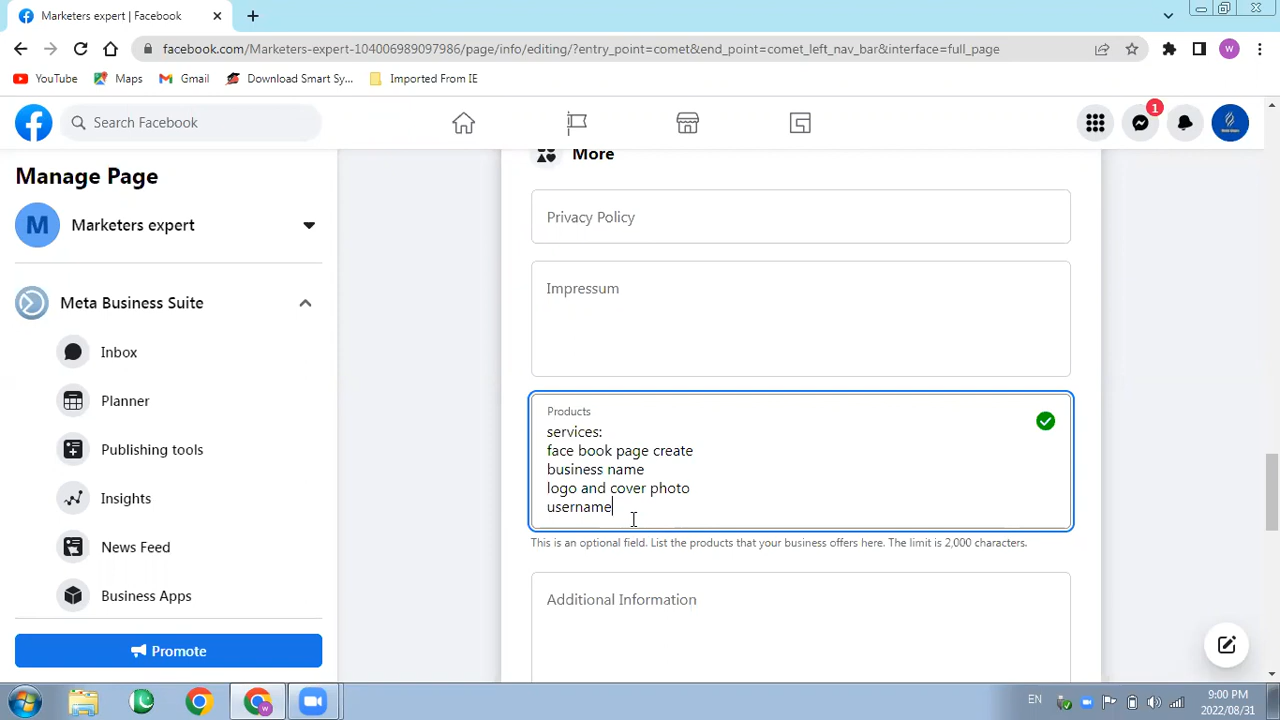 Marketers expert | Facebook
facebook.com/Marketers-expert-104006989097986/page/info/editing/?entry_point=comet&end_point=comet_left_nav_bar&interface=full_page
W
YouTube
Maps
Gmail
Download Smart Sy...
Imported From IE
Search Facebook
1
Manage Page
M
Marketers expert
Meta Business Suite
Inbox
Planner
Publishing tools
Insights
News Feed
Business Apps
Promote
More
Privacy Policy
Impressum
Products
services:
face book page create
business name
logo and cover photo
username
This is an optional field. List the products that your business offers here. The limit is 2,000 characters.
Additional Information
EN
9:00 PM
2022/08/31